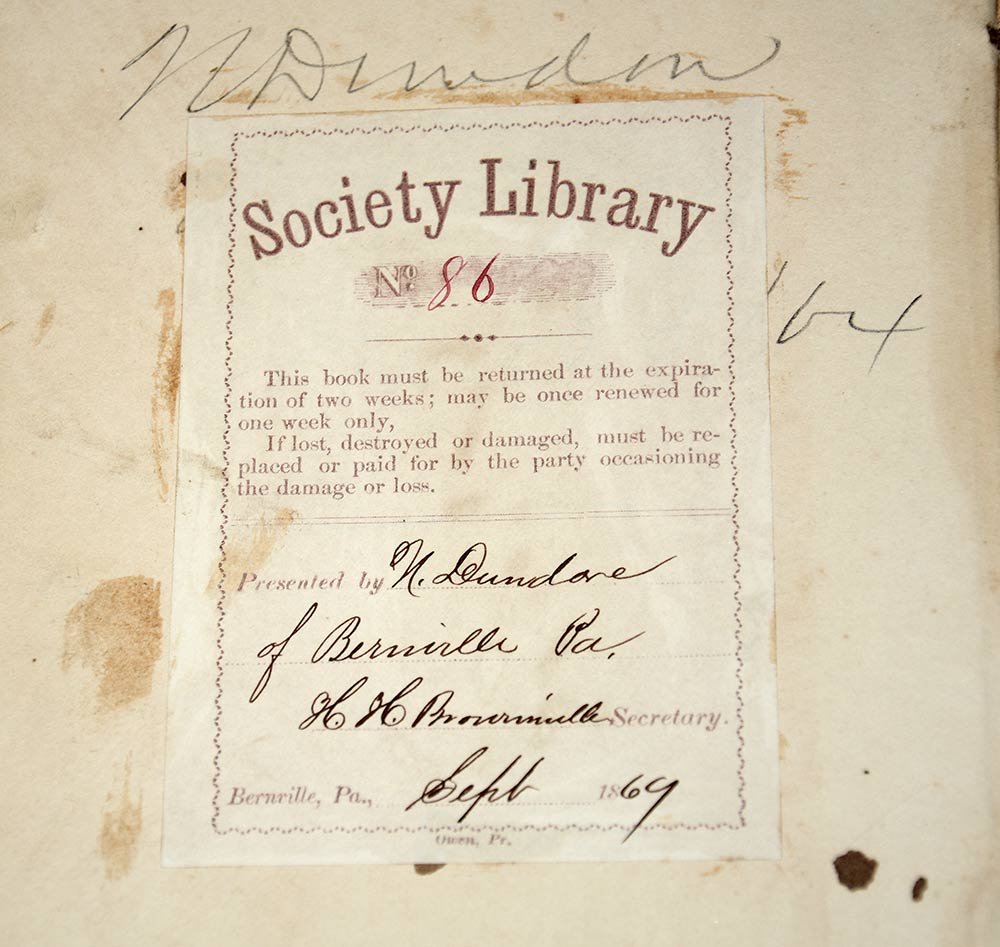 N Dundore
Society Library
No. 86
164
This book must be returned at the expira-
tion of two weeks; may be once renewed for
one week only,
If lost, destroyed or damaged, must be re-
placed or paid for by the party occasioning
the damage or loss.
Presented by N. Dundore
of Bernville Pa.
H H Brownmiller Secretary.
Bernville, Pa., Sept 1869
Owen, Pr.